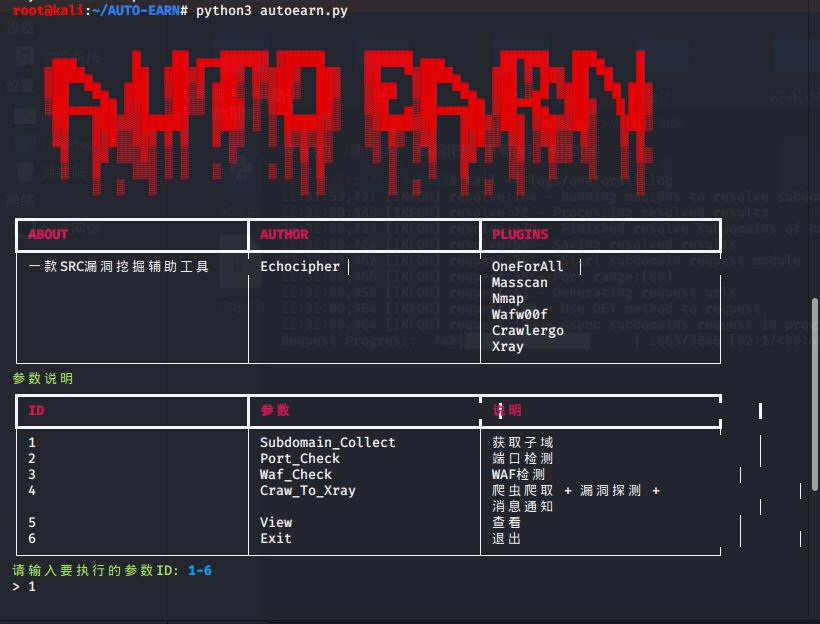 root@kali:~/AUTO-EARN# python3 autoearn.py
AUTO EARN
ABOUT AUTHOR PLUGINS
一款SRC漏洞挖掘辅助工具 Echocipher OneForAll
Masscan
Nmap
Wafw00f
Crawlergo
Xray
参数说明
ID 参数 说明
1 Subdomain_Collect 获取子域
2 Port_Check 端口检测
3 Waf_Check WAF检测
4 Craw_To_Xray 爬虫爬取 + 漏洞探测 +
消息通知
5 View 查看
6 Exit 退出
请输入要执行的参数ID: 1-6
> 1